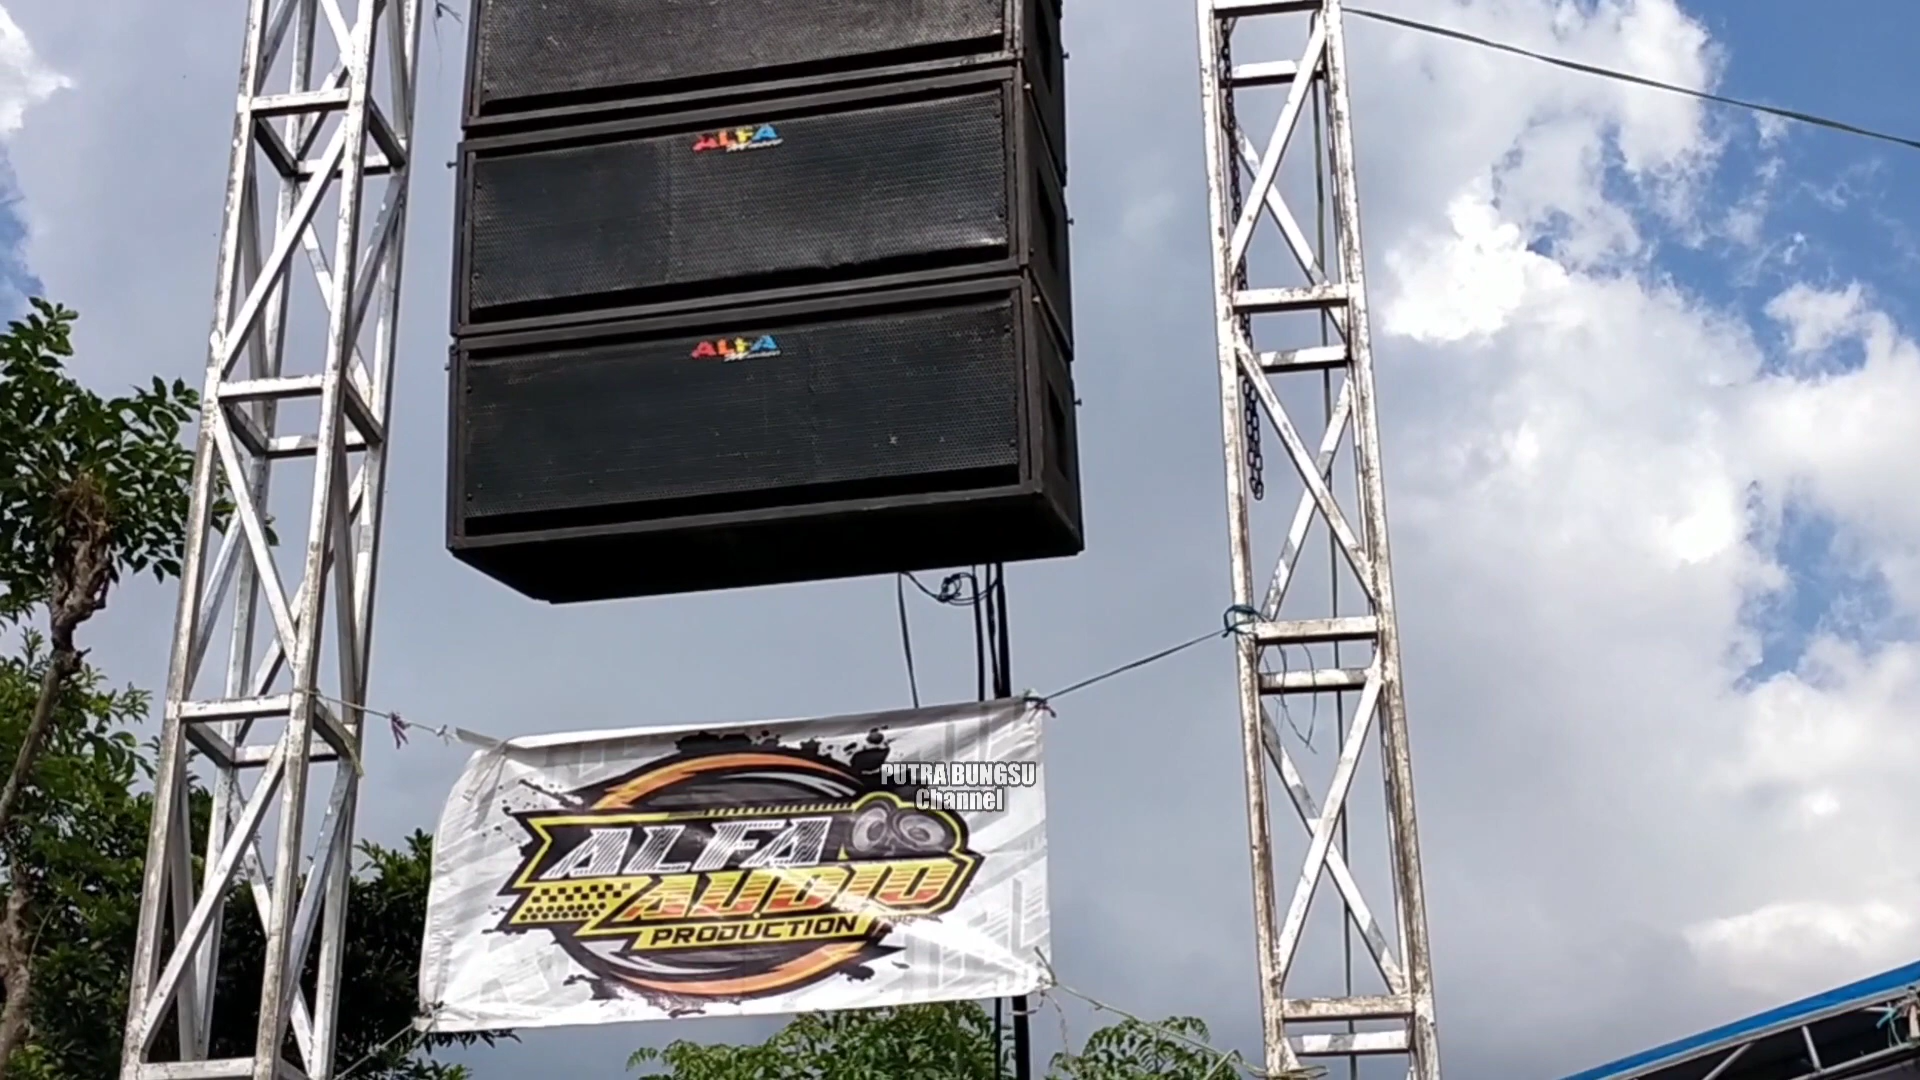 ALFA
ALFA
PUTRA BUNGSU
Channel
ALFA
AUDIO
PRODUCTION